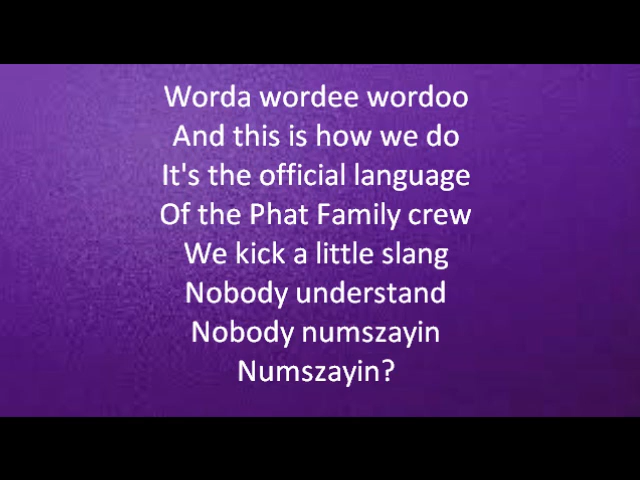 Worda wordee wordoo
And this is how we do
It's the official language
Of the Phat Family crew
We kick a little slang
Nobody understand
Nobody numszayin
Numszayin?